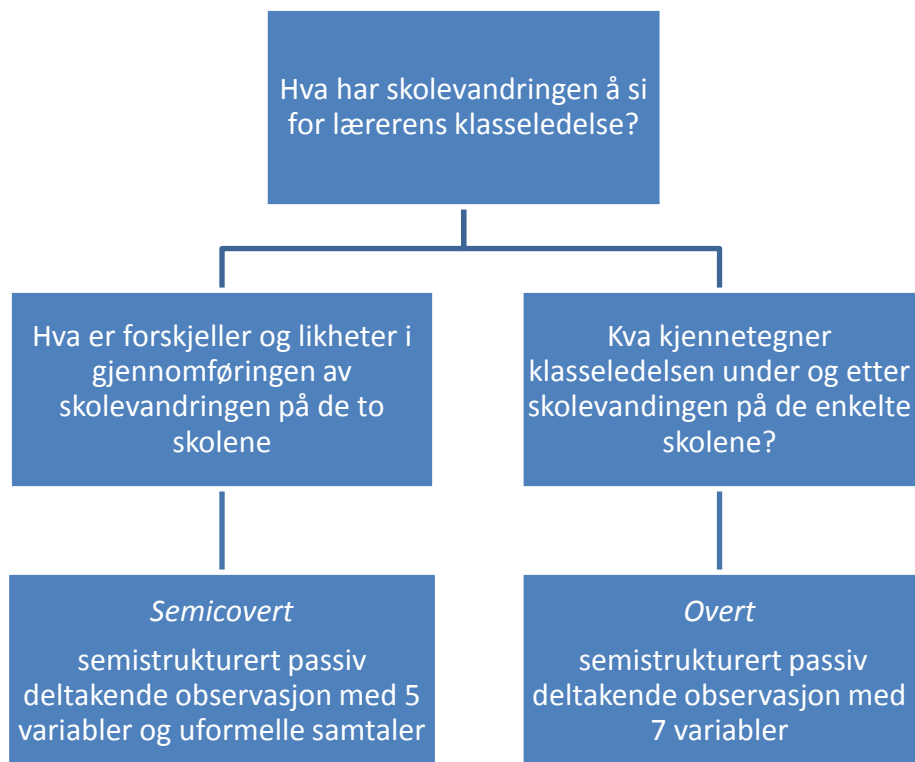 Hva har skolevandringen å si
for lærerens klasseledelse?
Hva er forskjeller og likheter i
gjennomføringen av
skolevandringen på de to
skolene
Kva kjennetegner
klasseledelsen under og etter
skolevandingen på de enkelte
skolene?
Semicovert
semistrukturert passiv
deltakende observasjon med 5
variabler og uformelle samtaler
Overt
semistrukturert passiv
deltakende observasjon med
7 variabler